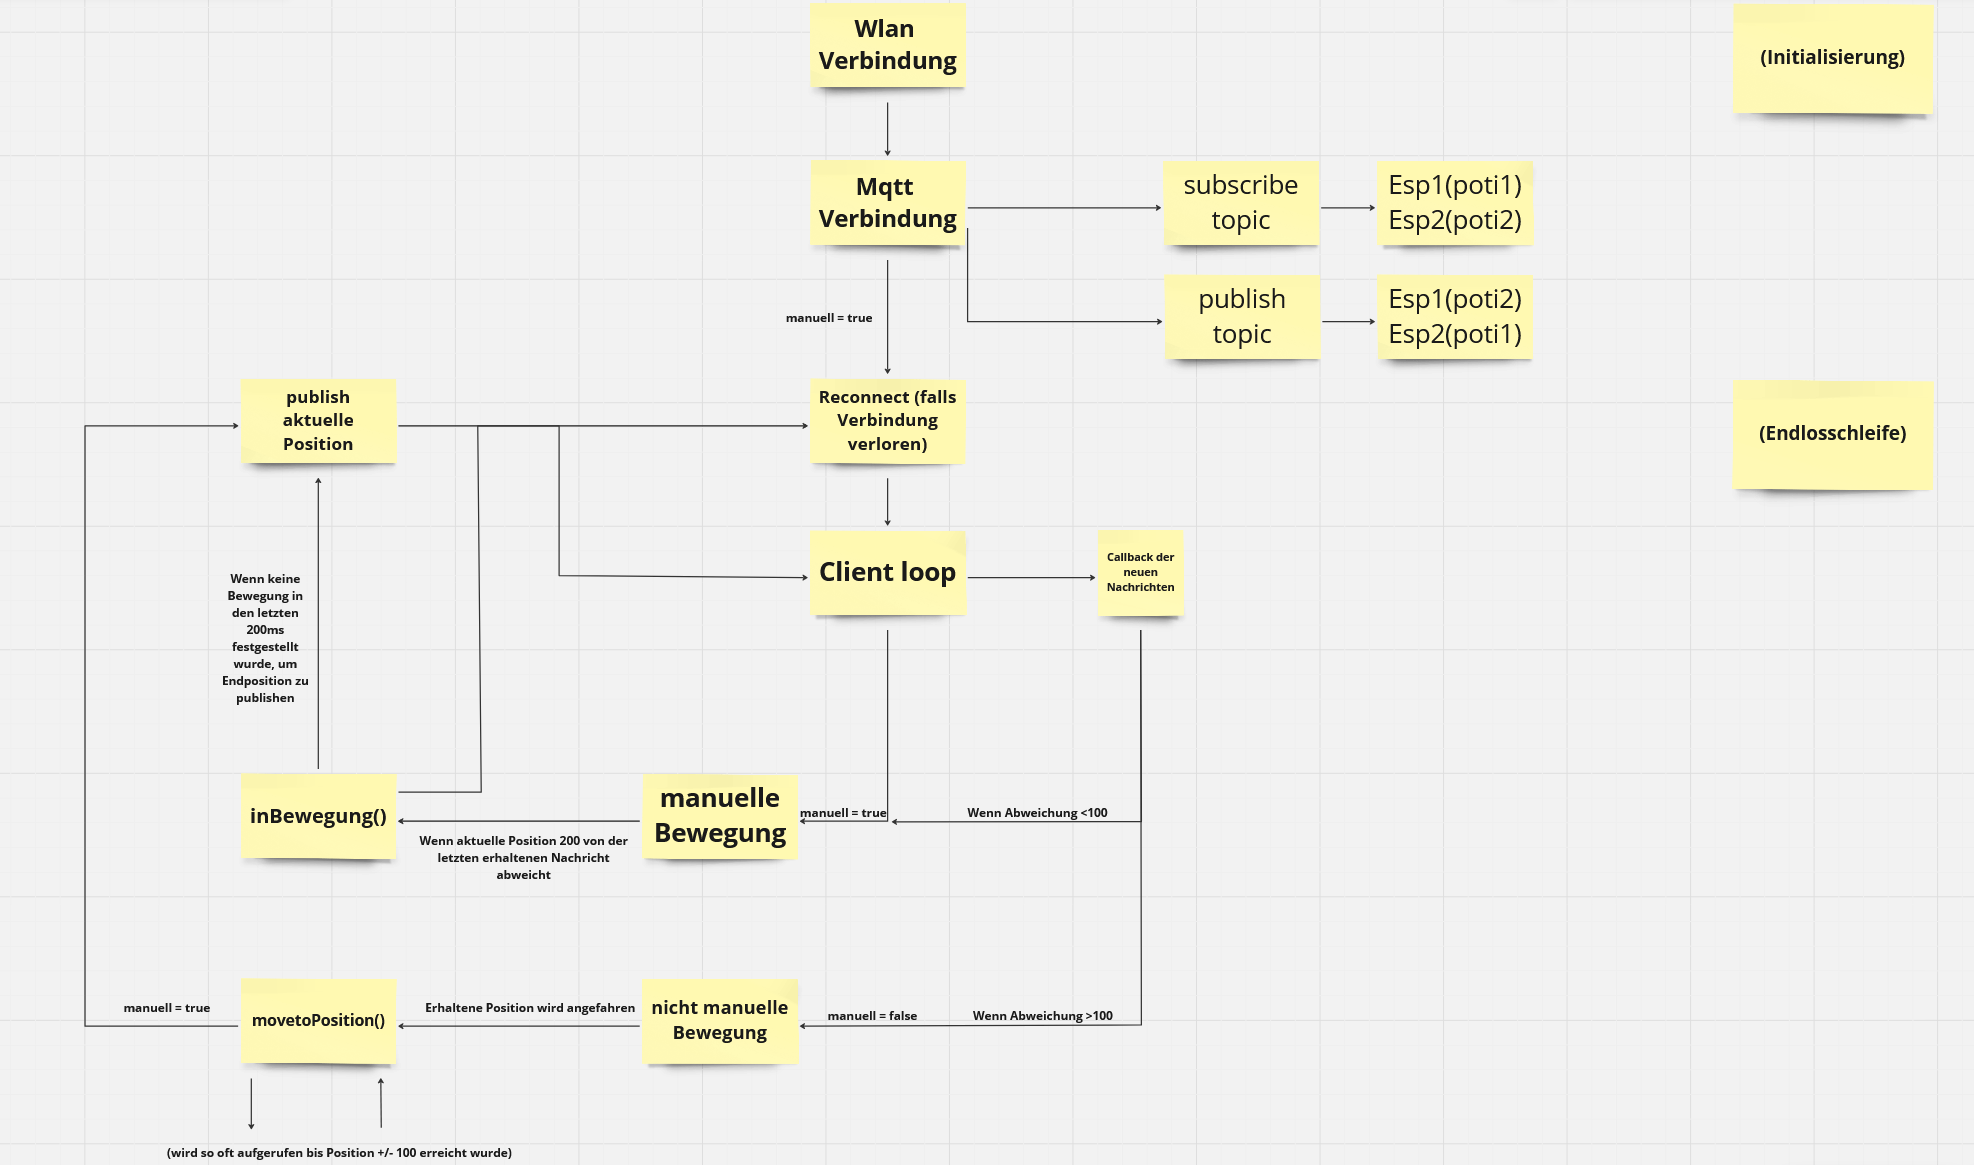 Wlan
Verbindung
(Initialisierung)
Mqtt
Verbindung
subscribe
topic
Esp1(poti1)
Esp2(poti2)
publish
topic
Esp1(poti2)
Esp2(poti1)
manuell = true
publish
aktuelle
Position
Reconnect (falls
Verbindung
verloren)
(Endlosschleife)
Client loop
Callback der
neuen
Nachrichten
Wenn keine
Bewegung in
den letzten
200ms
festgestellt
wurde, um
Endposition zu
publishen
inBewegung()
manuelle
Bewegung
manuell = true
Wenn Abweichung <100
Wenn aktuelle Position 200 von der
letzten erhaltenen Nachricht
abweicht
manuell = true
movetoPosition()
Erhaltene Position wird angefahren
nicht manuelle
Bewegung
manuell = false
Wenn Abweichung >100
(wird so oft aufgerufen bis Position +/- 100 erreicht wurde)